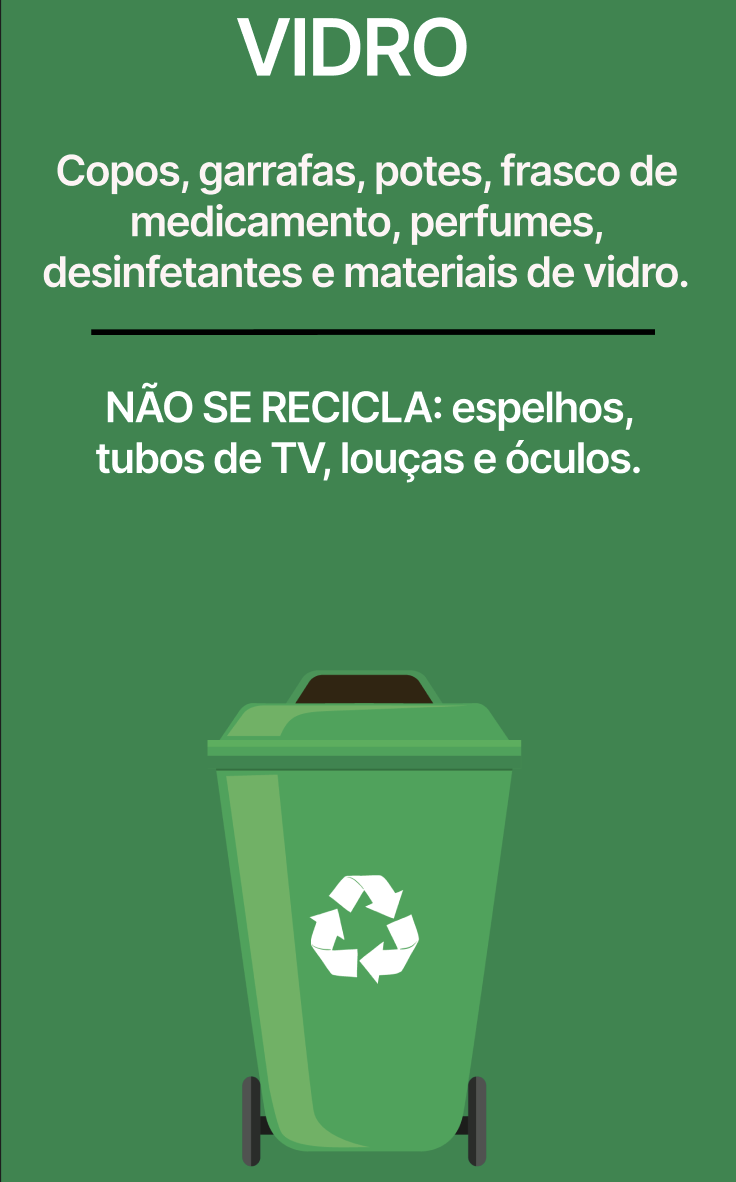 VIDRO
Copos, garrafas, potes, frasco de
medicamento, perfumes,
desinfetantes e materiais de vidro.
NÃO SE RECICLA: espelhos,
tubos de TV, louças e óculos.